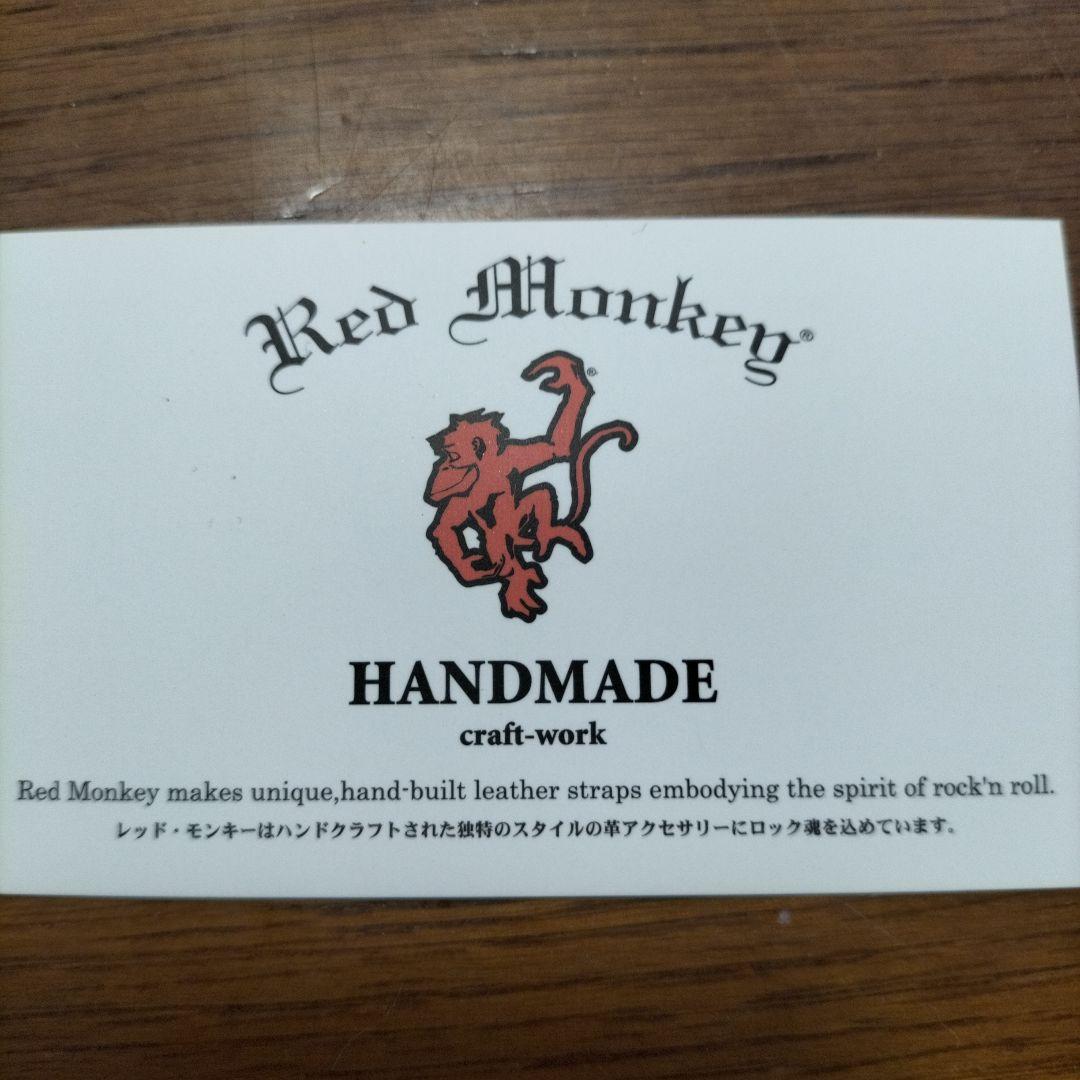 Red Monkey®
®
HANDMADE
craft-work
Red Monkey makes unique,hand-built leather straps embodying the spirit of rock'n roll.
レッド・モンキーはハンドクラフトされた独特のスタイルの革アクセサリーにロック魂を込めています。